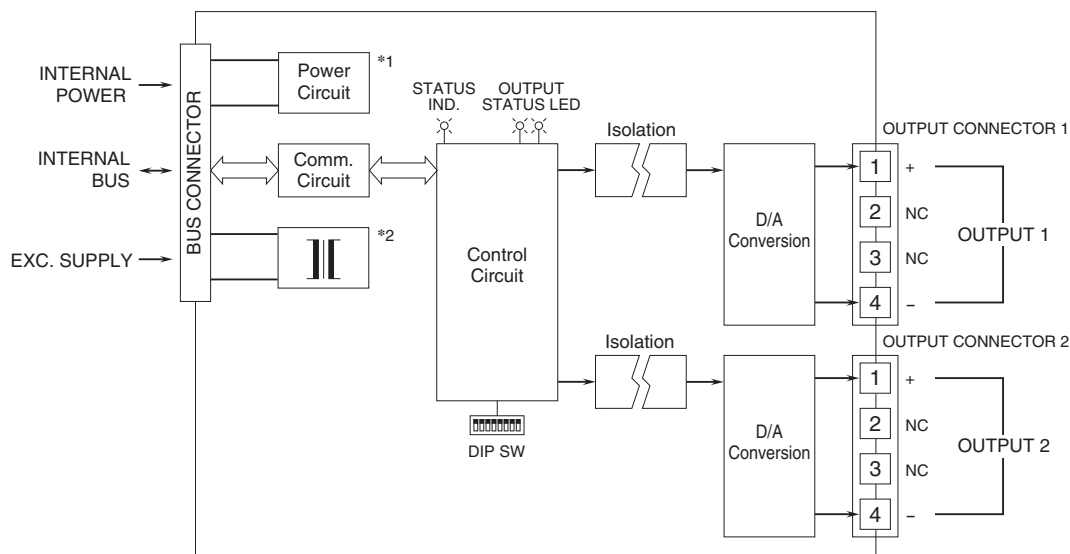 INTERNAL
POWER
INTERNAL
BUS
EXC. SUPPLY
BUS CONNECTOR
Power
Circuit
*1
Comm.
Circuit
*2
STATUS
IND.
OUTPUT
STATUS LED
Control
Circuit
DIP SW
Isolation
D/A
Conversion
OUTPUT CONNECTOR 1
1 +
2 NC
3 NC
4 −
OUTPUT 1
Isolation
D/A
Conversion
OUTPUT CONNECTOR 2
1 +
2 NC
3 NC
4 −
OUTPUT 2